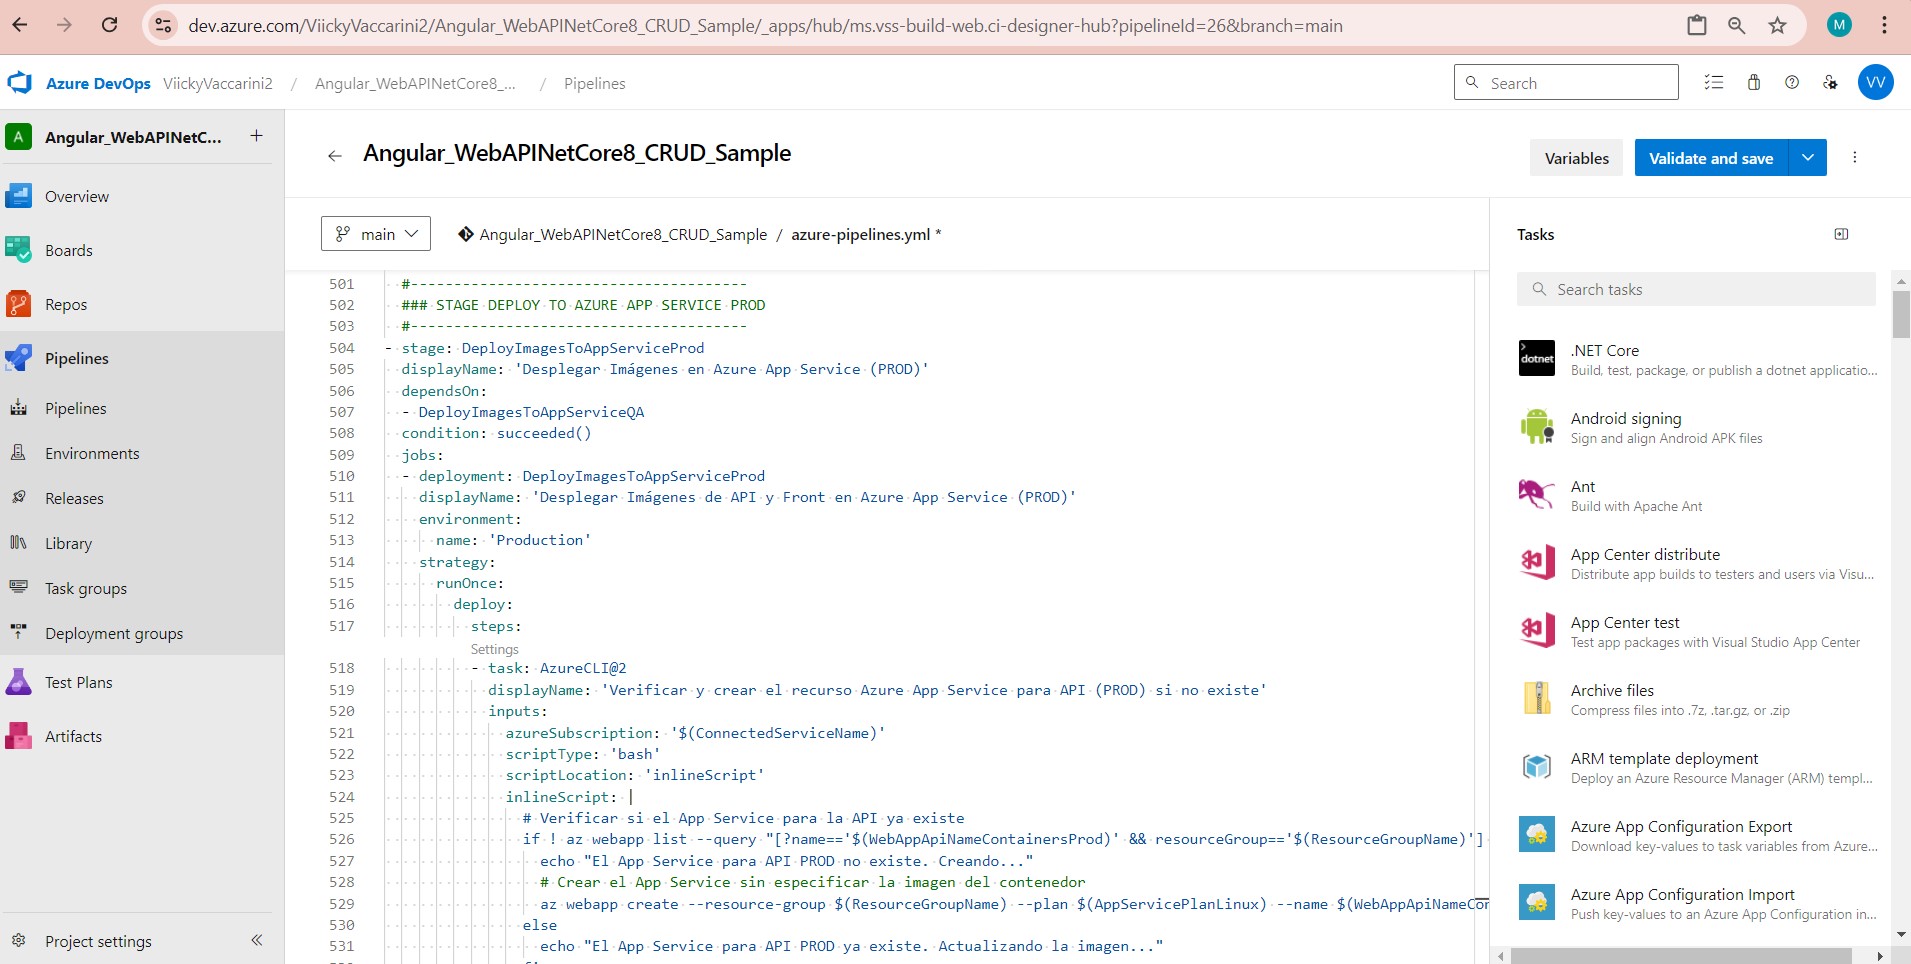 dev.azure.com/ViickyVaccarini2/Angular_WebAPINetCore8_CRUD_Sample/_apps/hub/ms.vss-build-web.ci-designer-hub?pipelineId=26&branch=main
M
Azure DevOps ViickyVaccarini2 / Angular_WebAPINetCore8_... / Pipelines
Search
VV
A Angular_WebAPINetC... +
Overview
Boards
Repos
Pipelines
Pipelines
Environments
Releases
Library
Task groups
Deployment groups
Test Plans
Artifacts
Project settings
Angular_WebAPINetCore8_CRUD_Sample
Variables
Validate and save
main
Angular_WebAPINetCore8_CRUD_Sample / azure-pipelines.yml *
501 #---------------------------------------
502 ### STAGE DEPLOY TO AZURE APP SERVICE PROD
503 #---------------------------------------
504 - stage: DeployImagesToAppServiceProd
505 displayName: 'Desplegar Imágenes en Azure App Service (PROD)'
506 dependsOn:
507 - DeployImagesToAppServiceQA
508 condition: succeeded()
509 jobs:
510 - deployment: DeployImagesToAppServiceProd
511 displayName: 'Desplegar Imágenes de API y Front en Azure App Service (PROD)'
512 environment:
513 name: 'Production'
514 strategy:
515 runOnce:
516 deploy:
517 steps:
Settings
518 - task: AzureCLI@2
519 displayName: 'Verificar y crear el recurso Azure App Service para API (PROD) si no existe'
520 inputs:
521 azureSubscription: '$(ConnectedServiceName)'
522 scriptType: 'bash'
523 scriptLocation: 'inlineScript'
524 inlineScript: |
525 # Verificar si el App Service para la API ya existe
526 if ! az webapp list --query "[?name=='$(WebAppApiNameContainersProd)' && resourceGroup=='$(ResourceGroupName)']
527 echo "El App Service para API PROD no existe. Creando..."
528 # Crear el App Service sin especificar la imagen del contenedor
529 az webapp create --resource-group $(ResourceGroupName) --plan $(AppServicePlanLinux) --name $(WebAppApiNameCon
530 else
531 echo "El App Service para API PROD ya existe. Actualizando la imagen..."
Tasks
Search tasks
dotnet
.NET Core
Build, test, package, or publish a dotnet applicatio...
Android signing
Sign and align Android APK files
Ant
Build with Apache Ant
App Center distribute
Distribute app builds to testers and users via Visu...
App Center test
Test app packages with Visual Studio App Center
Archive files
Compress files into .7z, .tar.gz, or .zip
ARM template deployment
Deploy an Azure Resource Manager (ARM) templ...
Azure App Configuration Export
Download key-values to task variables from Azure...
Azure App Configuration Import
Push key-values to an Azure App Configuration in...